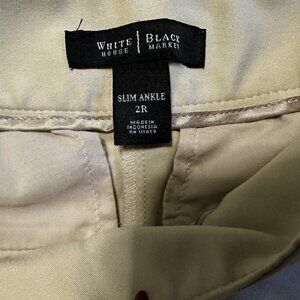 WHITE | BLACK
HOUSE | MARKET
SLIM ANKLE
2R
MADE IN
INDONESIA